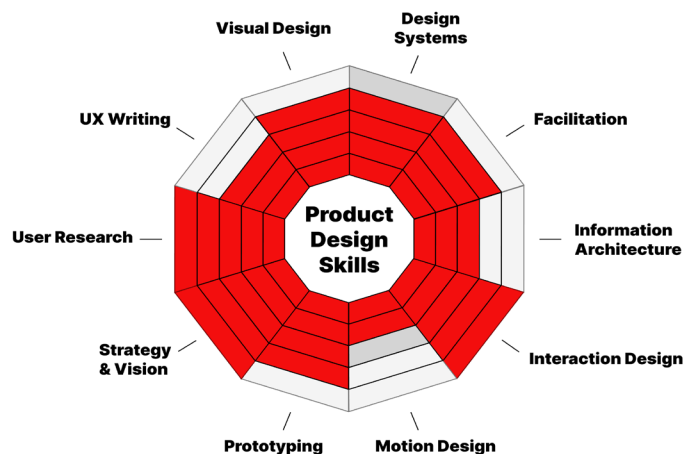 Visual Design
Design
Systems
UX Writing
Facilitation
Product
Design
Skills
User Research
Information
Architecture
Strategy
& Vision
Interaction Design
Prototyping
Motion Design